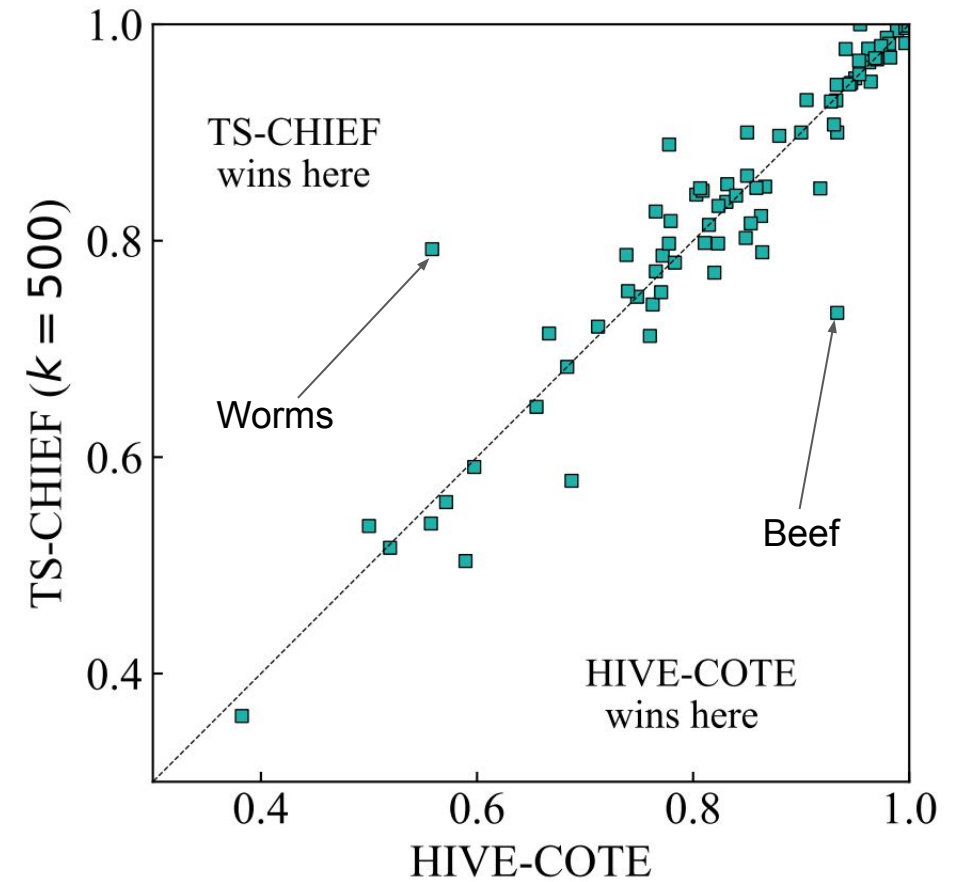 1.0
TS-CHIEF
wins here
0.8
TS-CHIEF (k = 500)
Worms
0.6
Beef
0.4
HIVE-COTE
wins here
0.4 0.6 0.8 1.0
HIVE-COTE